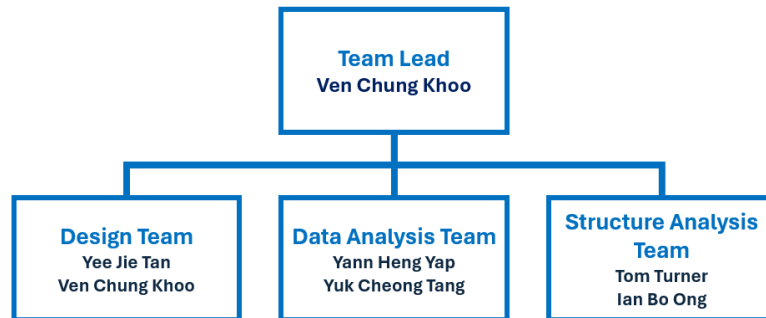 Team Lead
Ven Chung Khoo
Design Team
Yee Jie Tan
Ven Chung Khoo
Data Analysis Team
Yann Heng Yap
Yuk Cheong Tang
Structure Analysis
Team
Tom Turner
Ian Bo Ong